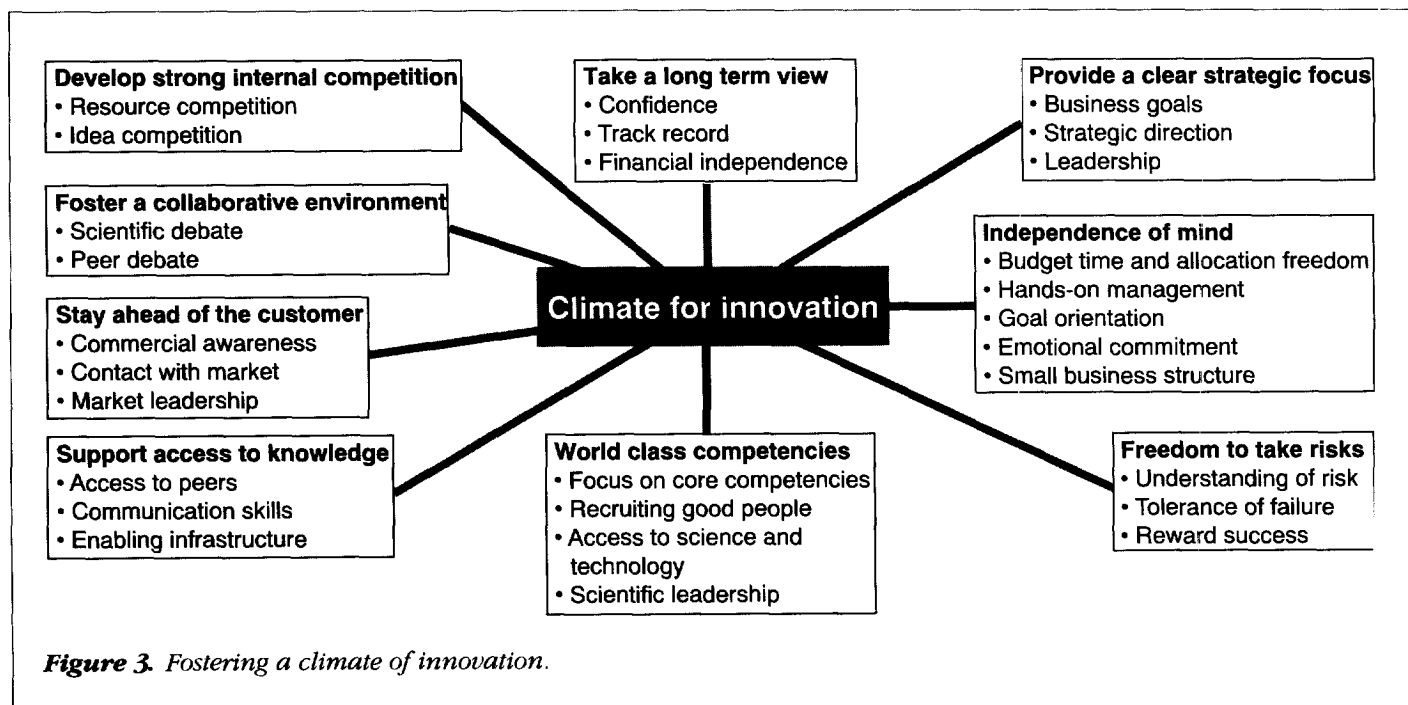 Develop strong internal competition
• Resource competition
• Idea competition
Take a long term view
• Confidence
• Track record
• Financial independence
Provide a clear strategic focus
• Business goals
• Strategic direction
• Leadership
Foster a collaborative environment
• Scientific debate
• Peer debate
Independence of mind
• Budget time and allocation freedom
• Hands-on management
• Goal orientation
• Emotional commitment
• Small business structure
Climate for innovation
Stay ahead of the customer
• Commercial awareness
• Contact with market
• Market leadership
Support access to knowledge
• Access to peers
• Communication skills
• Enabling infrastructure
World class competencies
• Focus on core competencies
• Recruiting good people
• Access to science and
technology
• Scientific leadership
Freedom to take risks
• Understanding of risk
• Tolerance of failure
• Reward success
Figure 3. Fostering a climate of innovation.